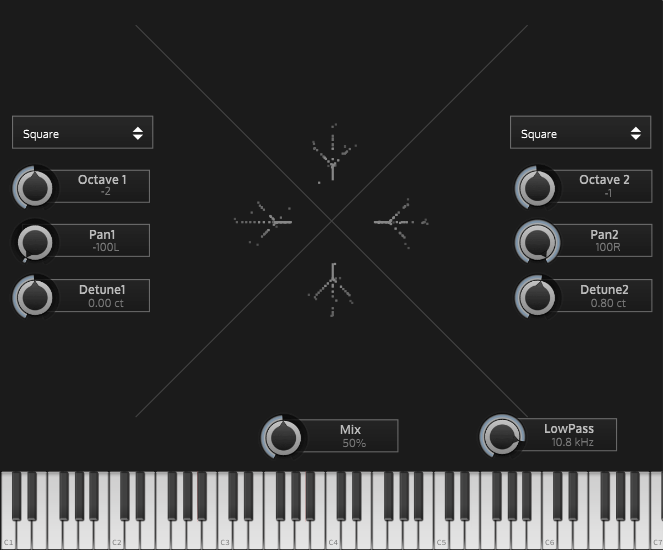 Square
Square
Octave 1
-2
Octave 2
-1
Pan1
-100L
Pan2
100R
Detune1
0.00 ct
Detune2
0.80 ct
Mix
50%
LowPass
10.8 kHz
C1 C2 C3 C4 C5 C6 C7